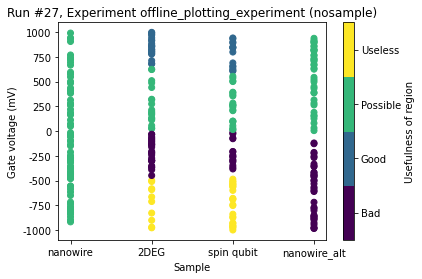 Run #27, Experiment offline_plotting_experiment (nosample)
1000
750
500
250
0
-250
-500
-750
-1000
Gate voltage (mV)
nanowire
2DEG
spin qubit
nanowire_alt
Sample
Useless
Possible
Good
Bad
Usefulness of region